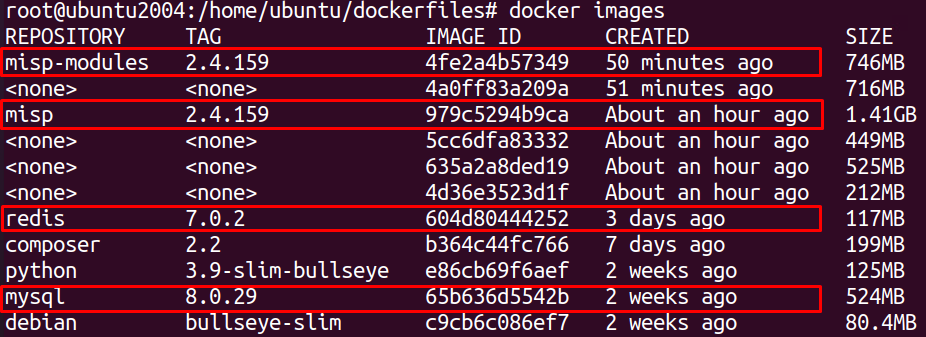 root@ubuntu2004:/home/ubuntu/dockerfiles# docker images
REPOSITORY TAG IMAGE ID CREATED SIZE
misp-modules 2.4.159 4fe2a4b57349 50 minutes ago 746MB
<none> <none> 4a0ff83a209a 51 minutes ago 716MB
misp 2.4.159 979c5294b9ca About an hour ago 1.41GB
<none> <none> 5cc6dfa83332 About an hour ago 449MB
<none> <none> 635a2a8ded19 About an hour ago 525MB
<none> <none> 4d36e3523d1f About an hour ago 212MB
redis 7.0.2 604d80444252 3 days ago 117MB
composer 2.2 b364c44fc766 7 days ago 199MB
python 3.9-slim-bullseye e86cb69f6aef 2 weeks ago 125MB
mysql 8.0.29 65b636d5542b 2 weeks ago 524MB
debian bullseye-slim c9cb6c086ef7 2 weeks ago 80.4MB